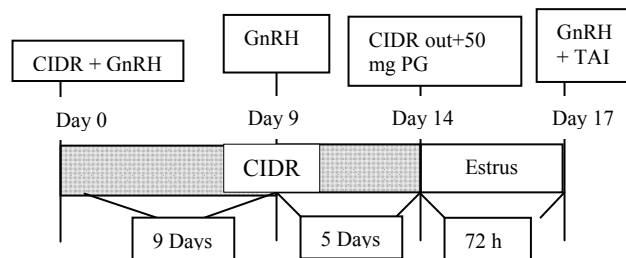 CIDR + GnRH
GnRH
CIDR out+50
mg PG
GnRH
+ TAI
Day 0
Day 9
Day 14
Day 17
CIDR
Estrus
9 Days
5 Days
72 h